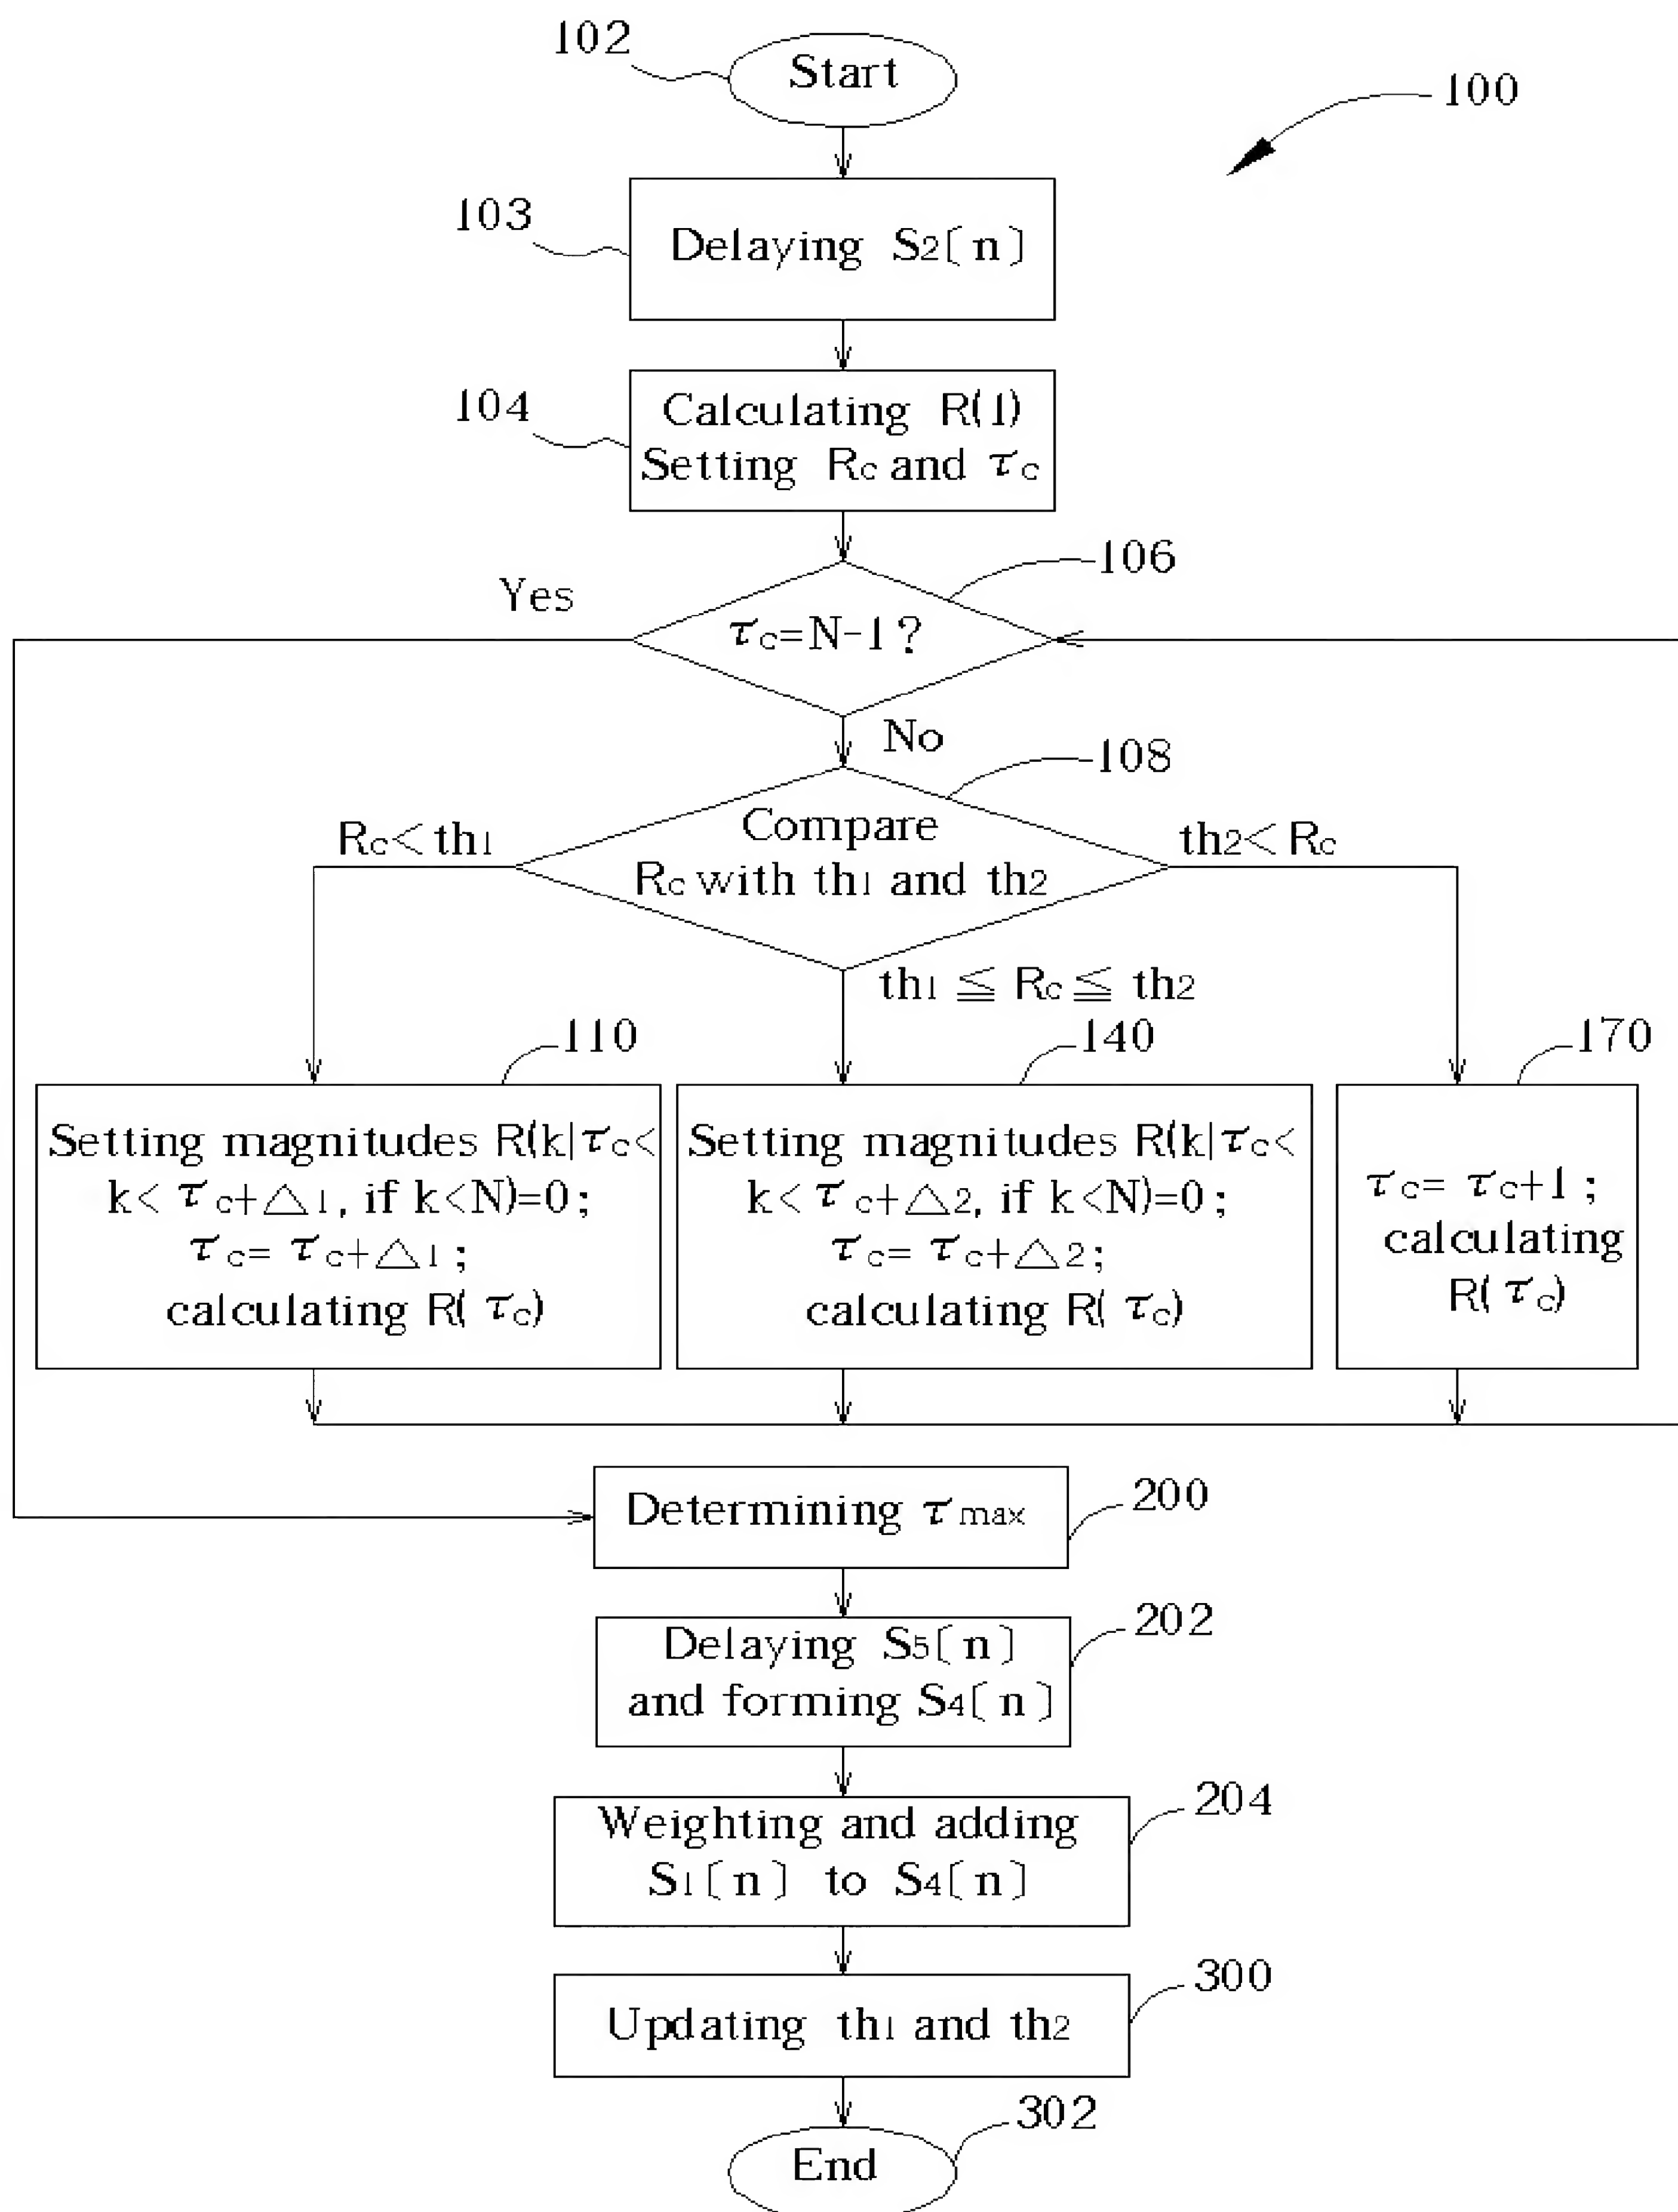 102
Start
100
103
Delaying S2[n]
104
Calculating R(1)
Setting Rc and τc
106
Yes
τc=N-1?
No
108
Rc<th1
Compare
Rc with th1 and th2
th2<Rc
th1 ≦ Rc ≦ th2
110
140
170
Setting magnitudes R(k|τc<
k< τc+△1, if k<N)=0;
τc= τc+△1;
calculating R( τc)
Setting magnitudes R(k|τc<
k< τc+△2, if k<N)=0;
τc= τc+△2;
calculating R( τc)
τc= τc+1;
calculating
R( τc)
Determining τmax
200
Delaying S5[n]
and forming S4[n]
202
Weighting and adding
S1[n] to S4[n]
204
Updating th1 and th2
300
302
End